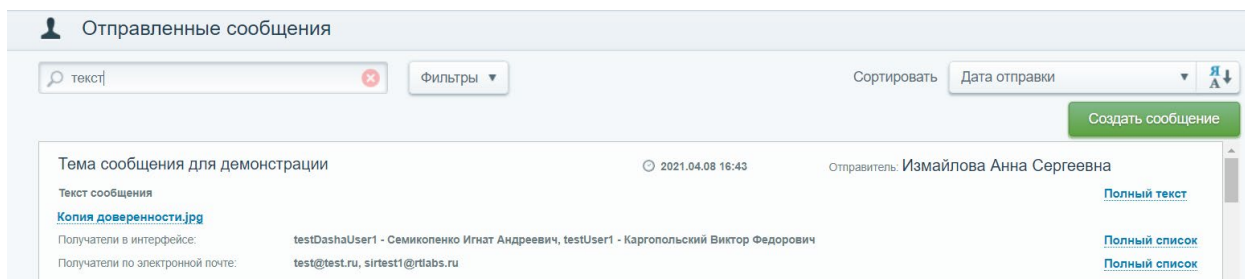 Отправленные сообщения
текст
Фильтры
Сортировать Дата отправки Я А
Создать сообщение
Тема сообщения для демонстрации 2021.04.08 16:43 Отправитель: Измайлова Анна Сергеевна
Текст сообщения Полный текст
Копия доверенности.jpg
Получатели в интерфейсе: testDashaUser1 - Семикопенко Игнат Андреевич, testUser1 - Каргопольский Виктор Федорович Полный список
Получатели по электронной почте: test@test.ru, sirtest1@rtlabs.ru Полный список